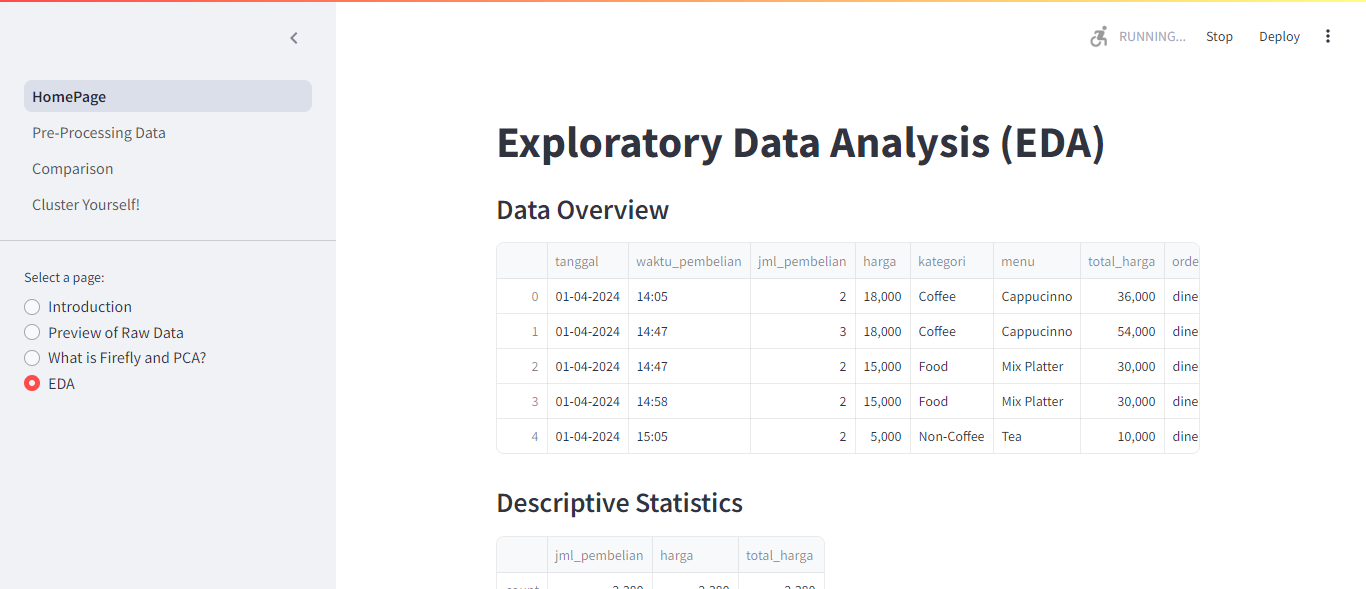 RUNNING... Stop Deploy
HomePage
Pre-Processing Data
Comparison
Cluster Yourself!
Select a page:
Introduction
Preview of Raw Data
What is Firefly and PCA?
EDA
Exploratory Data Analysis (EDA)
Data Overview
tanggal waktu_pembelian jml_pembelian harga kategori menu total_harga orde
0 01-04-2024 14:05 2 18,000 Coffee Cappucinno 36,000 dine
1 01-04-2024 14:47 3 18,000 Coffee Cappucinno 54,000 dine
2 01-04-2024 14:47 2 15,000 Food Mix Platter 30,000 dine
3 01-04-2024 14:58 2 15,000 Food Mix Platter 30,000 dine
4 01-04-2024 15:05 2 5,000 Non-Coffee Tea 10,000 dine
Descriptive Statistics
jml_pembelian harga total_harga